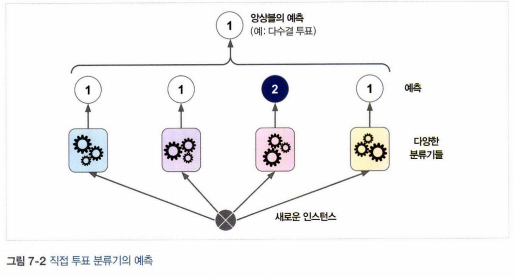 1
앙상블의 예측
(예: 다수결 투표)
1
1
2
1
예측
다양한
분류기들
새로운 인스턴스
그림 7-2 직접 투표 분류기의 예측